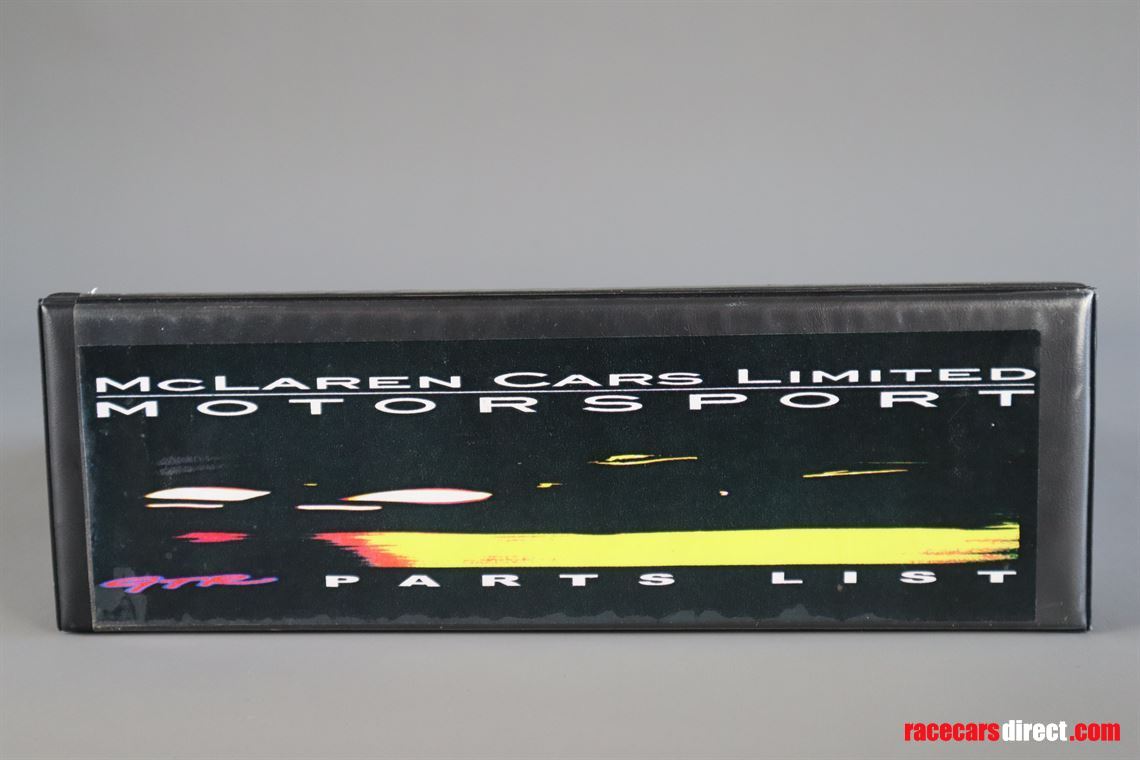 McLaren Cars Limited
MOTORSPORT
GTR PARTS LIST
racecarsdirect.com